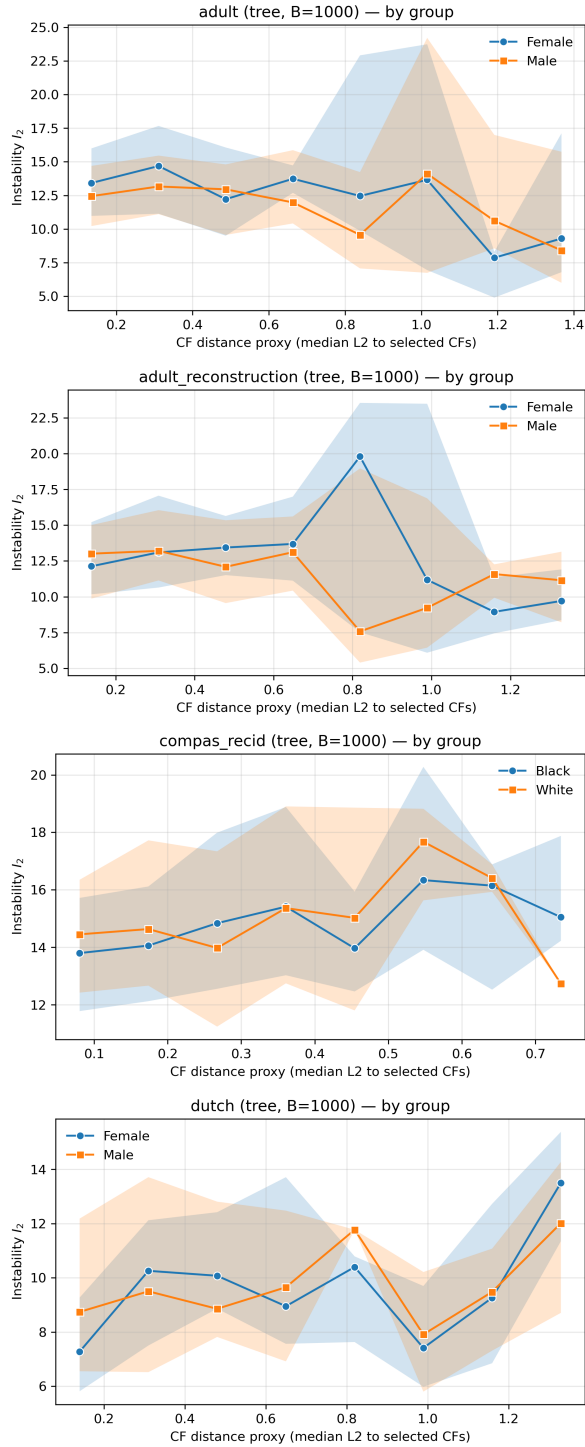 adult (tree, B=1000) — by group
25.0
22.5
20.0
17.5
15.0
12.5
10.0
7.5
5.0
Instability I₂
Female
Male
0.2 0.4 0.6 0.8 1.0 1.2 1.4
CF distance proxy (median L2 to selected CFs)
adult_reconstruction (tree, B=1000) — by group
22.5
20.0
17.5
15.0
12.5
10.0
7.5
5.0
Instability I₂
Female
Male
0.2 0.4 0.6 0.8 1.0 1.2
CF distance proxy (median L2 to selected CFs)
compas_recid (tree, B=1000) — by group
20
18
16
14
12
Instability I₂
Black
White
0.1 0.2 0.3 0.4 0.5 0.6 0.7
CF distance proxy (median L2 to selected CFs)
dutch (tree, B=1000) — by group
14
12
10
8
6
Instability I₂
Female
Male
0.2 0.4 0.6 0.8 1.0 1.2
CF distance proxy (median L2 to selected CFs)